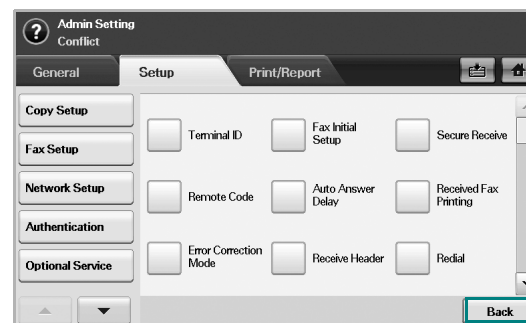 ?
Admin Setting
Conflict
General
Setup
Print/Report
Copy Setup
Fax Setup
Network Setup
Authentication
Optional Service
Terminal ID
Fax Initial
Setup
Secure Receive
Remote Code
Auto Answer
Delay
Received Fax
Printing
Error Correction
Mode
Receive Header
Redial
Back